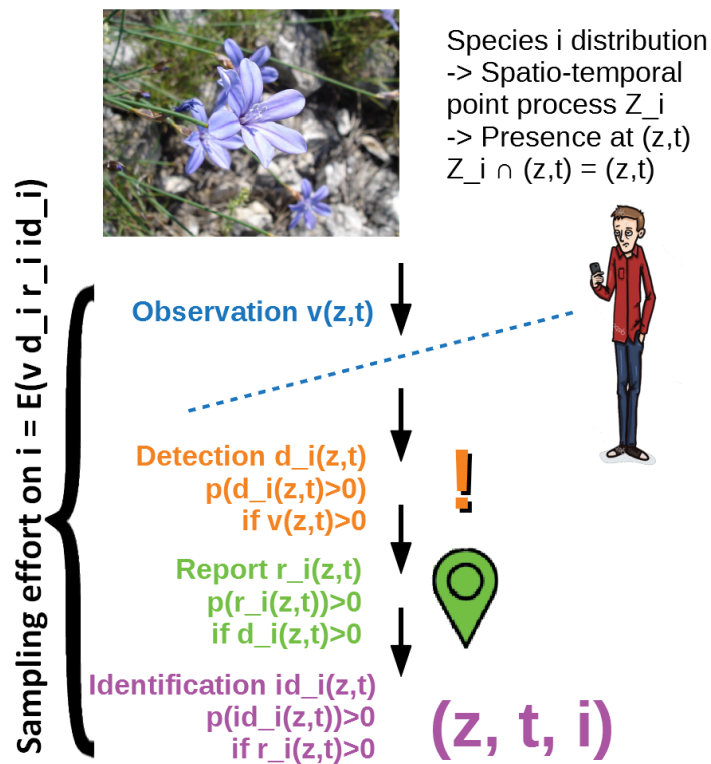 Species i distribution
-> Spatio-temporal
point process Z_i
-> Presence at (z,t)
Z_i ∩ (z,t) = (z,t)
Sampling effort on i = E(v d_i r_i id_i)
Observation v(z,t)
Detection d_i(z,t)
p(d_i(z,t)>0)
if v(z,t)>0
!
Report r_i(z,t)
p(r_i(z,t))>0
if d_i(z,t)>0
Identification id_i(z,t)
p(id_i(z,t))>0
if r_i(z,t)>0
(z, t, i)